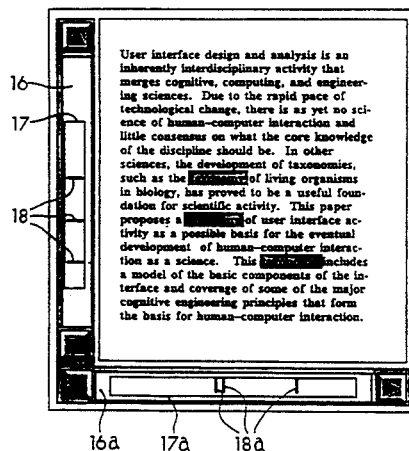 User interface design and analysis is an
inherently interdisciplinary activity that
merges cognitive, computing, and engineer-
ing sciences. Due to the rapid pace of
technological change, there is as yet no sci-
ence of human-computer interaction and
little consensus on what the core knowledge
of the discipline should be. In other
sciences, the development of taxonomies,
such as the of living organisms
in biology, has proved to be a useful foun-
dation for scientific activity. This paper
proposes a of user interface ac-
tivity as a possible basis for the eventual
development of human-computer interac-
tion as a science. This includes
a model of the basic components of the in-
terface and coverage of some of the major
cognitive engineering principles that form
the basis for human-computer interaction.
16
17
18
16a
17a
18a